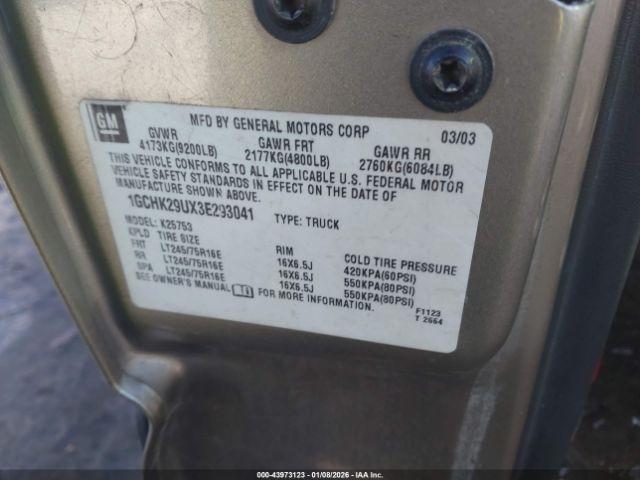 GM
MFD BY GENERAL MOTORS CORP 03/03
GVWR GAWR FRT GAWR RR
4173KG(9200LB) 2177KG(4800LB) 2760KG(6084LB)
THIS VEHICLE CONFORMS TO ALL APPLICABLE U.S. FEDERAL MOTOR
VEHICLE SAFETY STANDARDS IN EFFECT ON THE DATE OF
MANUFACTURE SHOWN ABOVE.
1GCHK29UX3E293041 TYPE: TRUCK
MODEL: K25753
KPLD TIRE SIZE RIM COLD TIRE PRESSURE
FRT LT245/75R16E 16X6.5J 420KPA(60PSI)
RR LT245/75R16E 16X6.5J 550KPA(80PSI)
SPA LT245/75R16E 16X6.5J 550KPA(80PSI)
SEE OWNER'S MANUAL FOR MORE INFORMATION.
F1123
T 2664
000-43973123 | 01/08/2026 - IAA Inc.